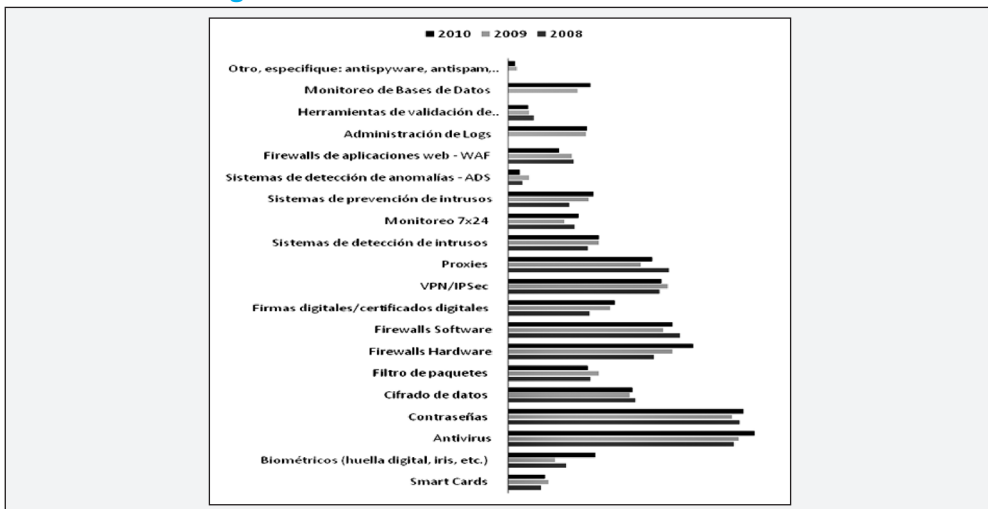 2010 2009 2008
Otro, especifique: antispyware, antispam,..
Monitoreo de Bases de Datos
Herramientas de validación de..
Administración de Logs
Firewalls de aplicaciones web - WAF
Sistemas de detección de anomalías - ADS
Sistemas de prevención de intrusos
Monitoreo 7x24
Sistemas de detección de intrusos
Proxies
VPN/IPSec
Firmas digitales/certificados digitales
Firewalls Software
Firewalls Hardware
Filtro de paquetes
Cifrado de datos
Contraseñas
Antivirus
Biométricos (huella digital, iris, etc.)
Smart Cards